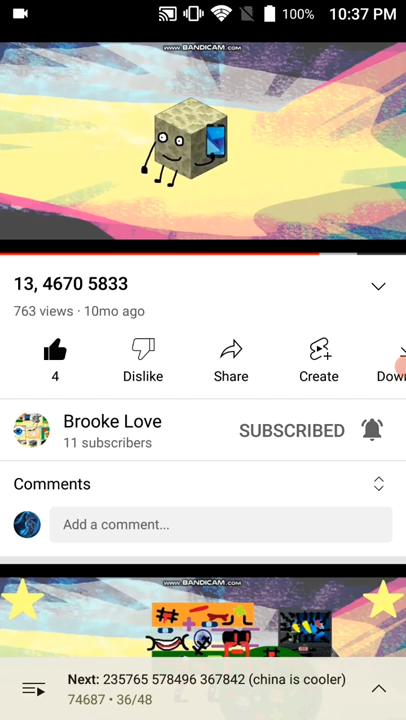 100% 10:37 PM
WWW.BANDICAM.COM
13, 4670 5833
763 views · 10mo ago
4 Dislike Share Create Down
Brooke Love
11 subscribers
SUBSCRIBED
Comments
Add a comment...
WWW.BANDICAM.COM
Next: 235765 578496 367842 (china is cooler)
74687 • 36/48